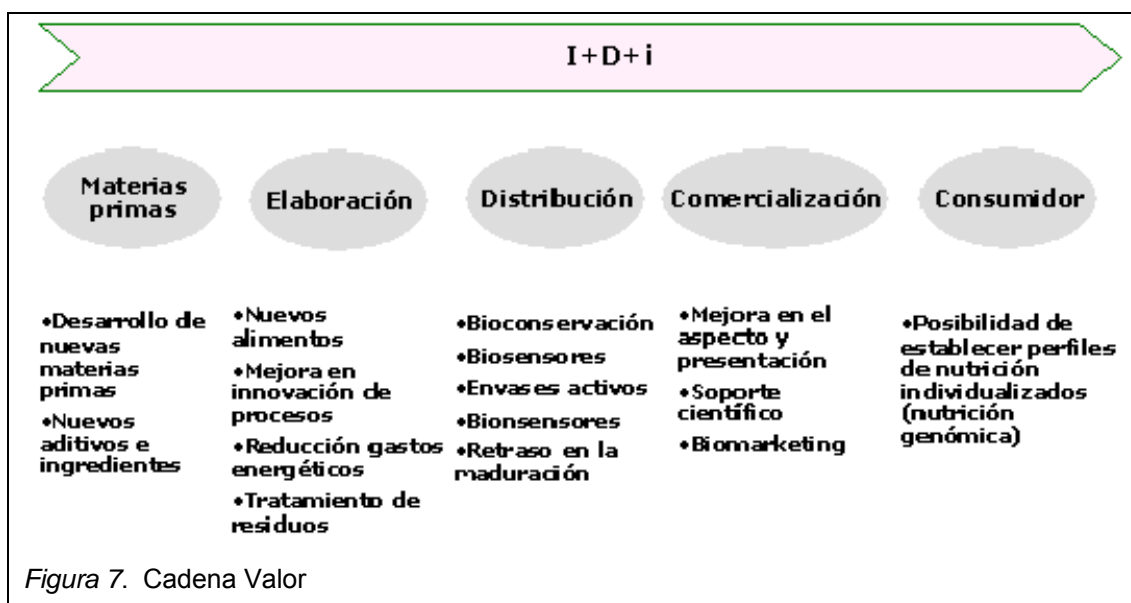 I+D+i
Materias
primas
Elaboración
Distribución
Comercialización
Consumidor
•Desarrollo de
nuevas
materias
primas
•Nuevos
aditivos e
ingredientes
•Nuevos
alimentos
•Mejora en
innovación de
procesos
•Reducción gastos
energéticos
•Tratamiento de
residuos
•Bioconservación
•Biosensores
•Envases activos
•Bionsensores
•Retraso en la
maduración
•Mejora en el
aspecto y
presentación
•Soporte
científico
•Biomarketing
•Posibilidad de
establecer perfiles
de nutrición
individualizados
(nutrición
genómica)
Figura 7. Cadena Valor